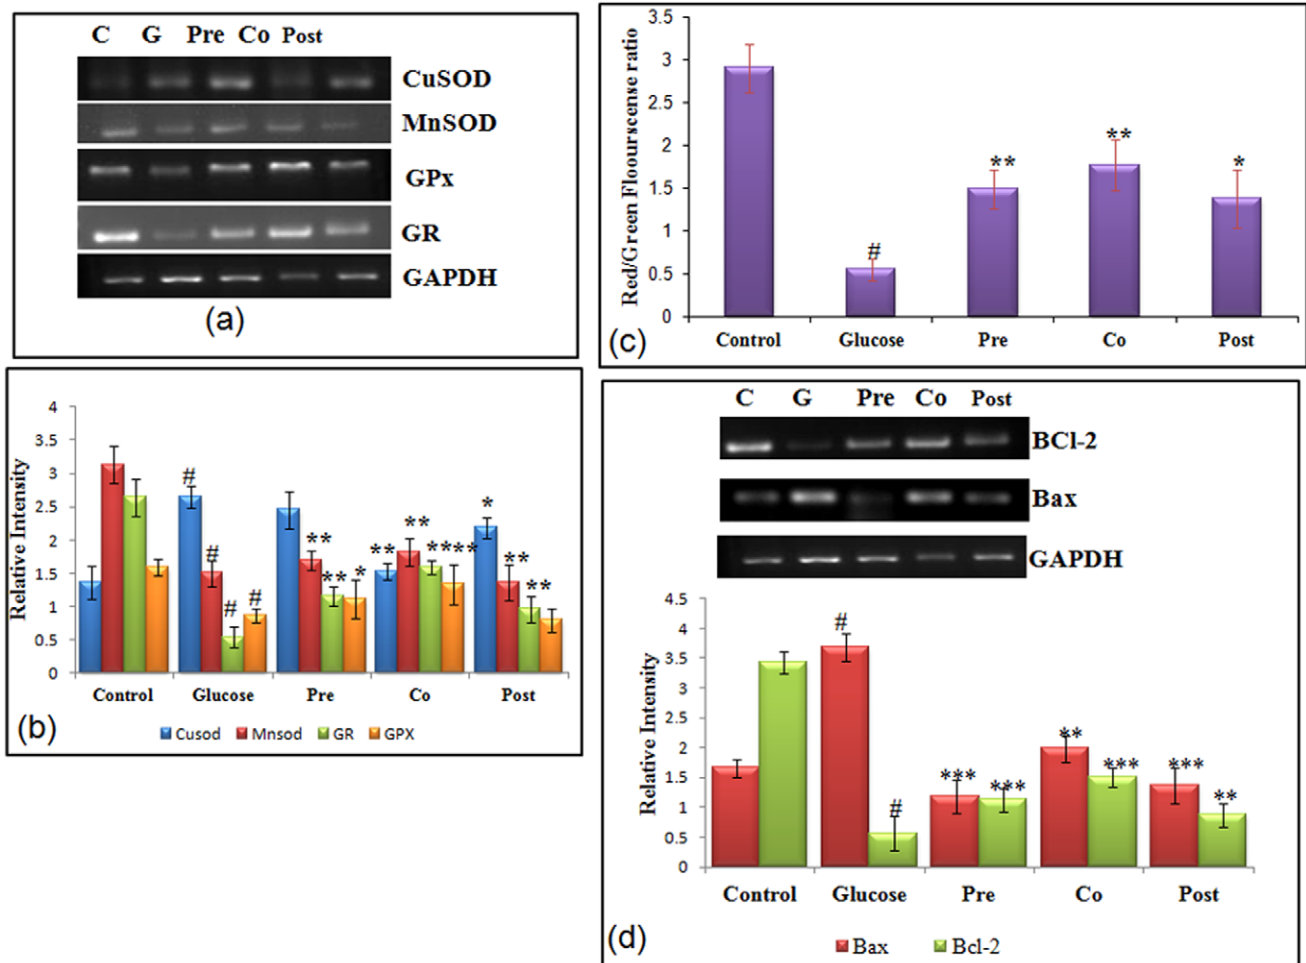 C G Pre Co Post
CuSOD
MnSOD
GPx
GR
GAPDH
(a)
Relative Intensity
4
3.5
3
2.5
2
1.5
1
0.5
0
#
#
#
#
**
**
*
**
**
****
*
**
**
Control Glucose Pre Co Post
Cusod Mnsod GR GPX
(b)
Red/Green Floourscense ratio
3.5
3
2.5
2
1.5
1
0.5
0
#
**
**
*
Control Glucose Pre Co Post
(c)
C G Pre Co Post
BCl-2
Bax
GAPDH
Relative Intensity
4.5
4
3.5
3
2.5
2
1.5
1
0.5
0
#
#
***
***
**
***
***
**
Control Glucose Pre Co Post
Bax Bcl-2
(d)